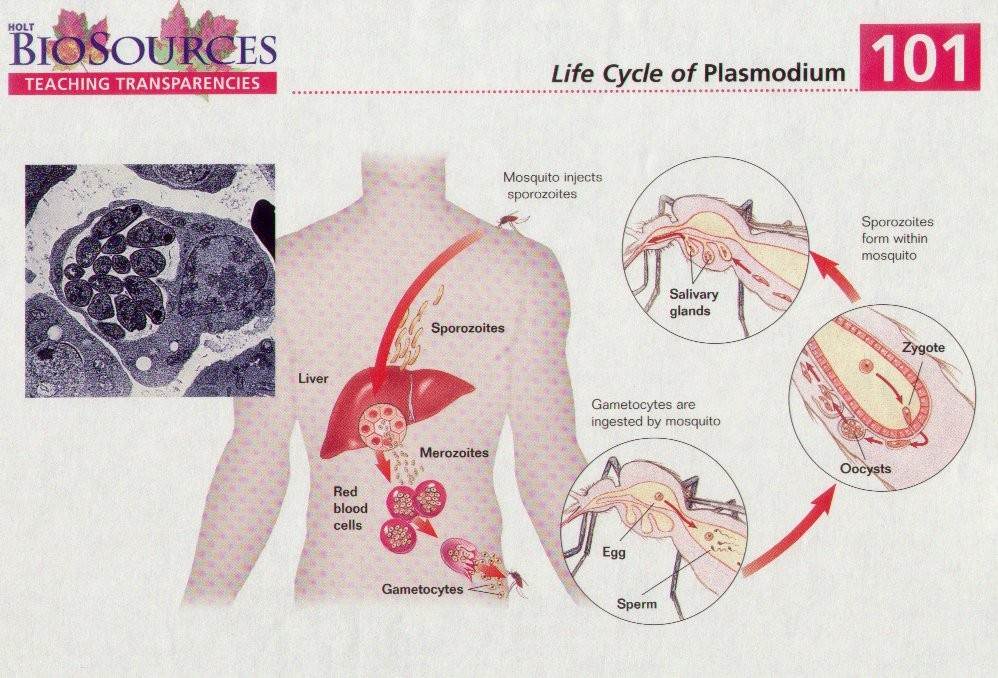 HOLT
BIOSOURCES
TEACHING TRANSPARENCIES
Life Cycle of Plasmodium
101
Mosquito injects
sporozoites
Sporozoites
form within
mosquito
Salivary
glands
Sporozoites
Zygote
Liver
Gametocytes are
ingested by mosquito
Merozoites
Oocysts
Red
blood
cells
Egg
Gametocytes
Sperm